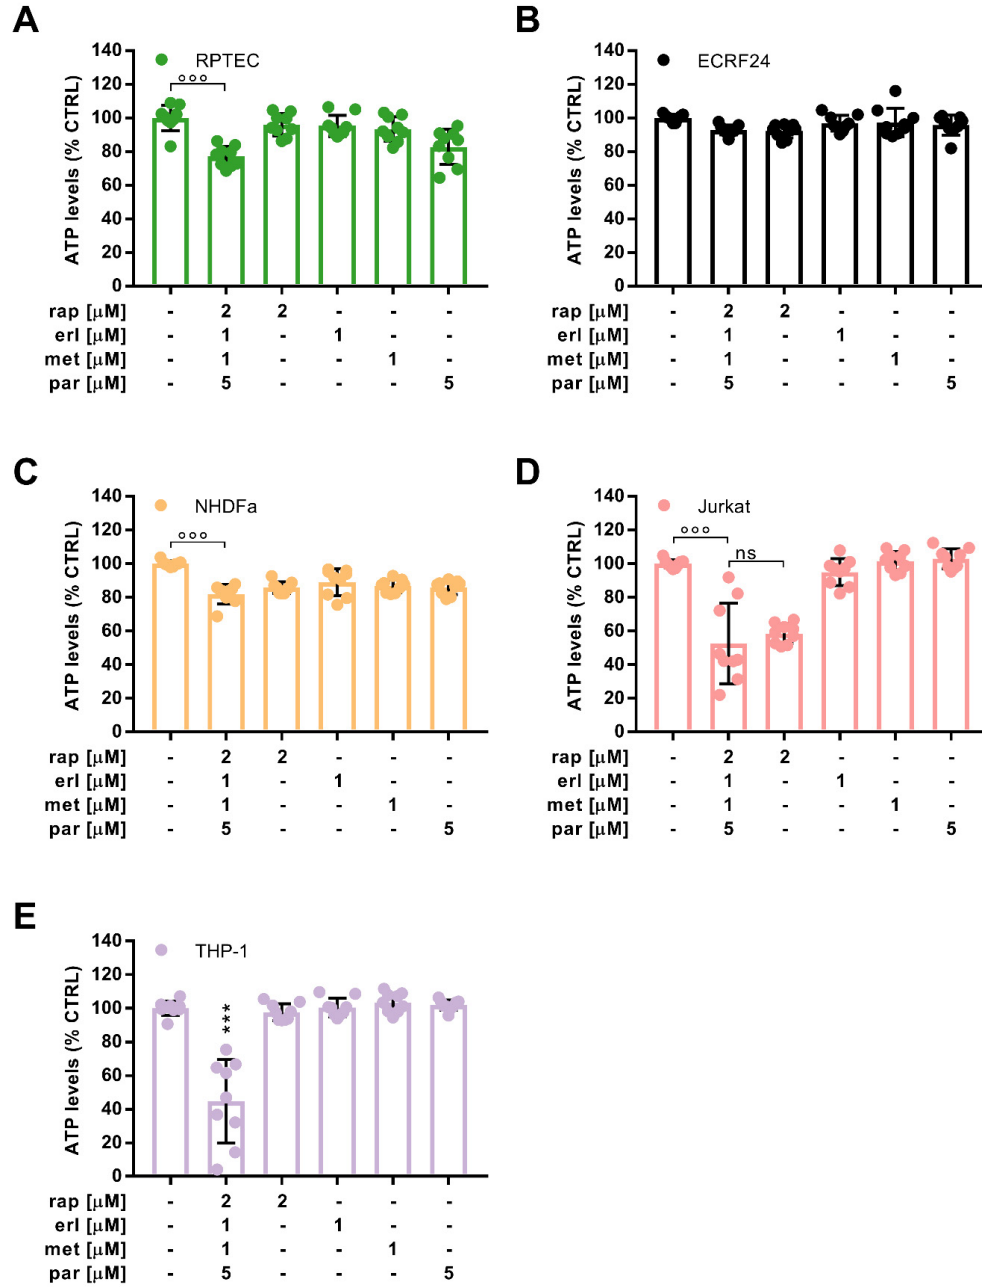 A
RPTEC
°°°
ATP levels (% CTRL)
140
120
100
80
60
40
20
0
rap [μM] - 2 2 - - -
erl [μM] - 1 - 1 - -
met [μM] - 1 - - 1 -
par [μM] - 5 - - - 5
B
ECRF24
ATP levels (% CTRL)
140
120
100
80
60
40
20
0
rap [μM] - 2 2 - - -
erl [μM] - 1 - 1 - -
met [μM] - 1 - - 1 -
par [μM] - 5 - - - 5
C
NHDFa
°°°
ATP levels (% CTRL)
140
120
100
80
60
40
20
0
rap [μM] - 2 2 - - -
erl [μM] - 1 - 1 - -
met [μM] - 1 - - 1 -
par [μM] - 5 - - - 5
D
Jurkat
°°°
ns
ATP levels (% CTRL)
140
120
100
80
60
40
20
0
rap [μM] - 2 2 - - -
erl [μM] - 1 - 1 - -
met [μM] - 1 - - 1 -
par [μM] - 5 - - - 5
E
THP-1
***
ATP levels (% CTRL)
140
120
100
80
60
40
20
0
rap [μM] - 2 2 - - -
erl [μM] - 1 - 1 - -
met [μM] - 1 - - 1 -
par [μM] - 5 - - - 5